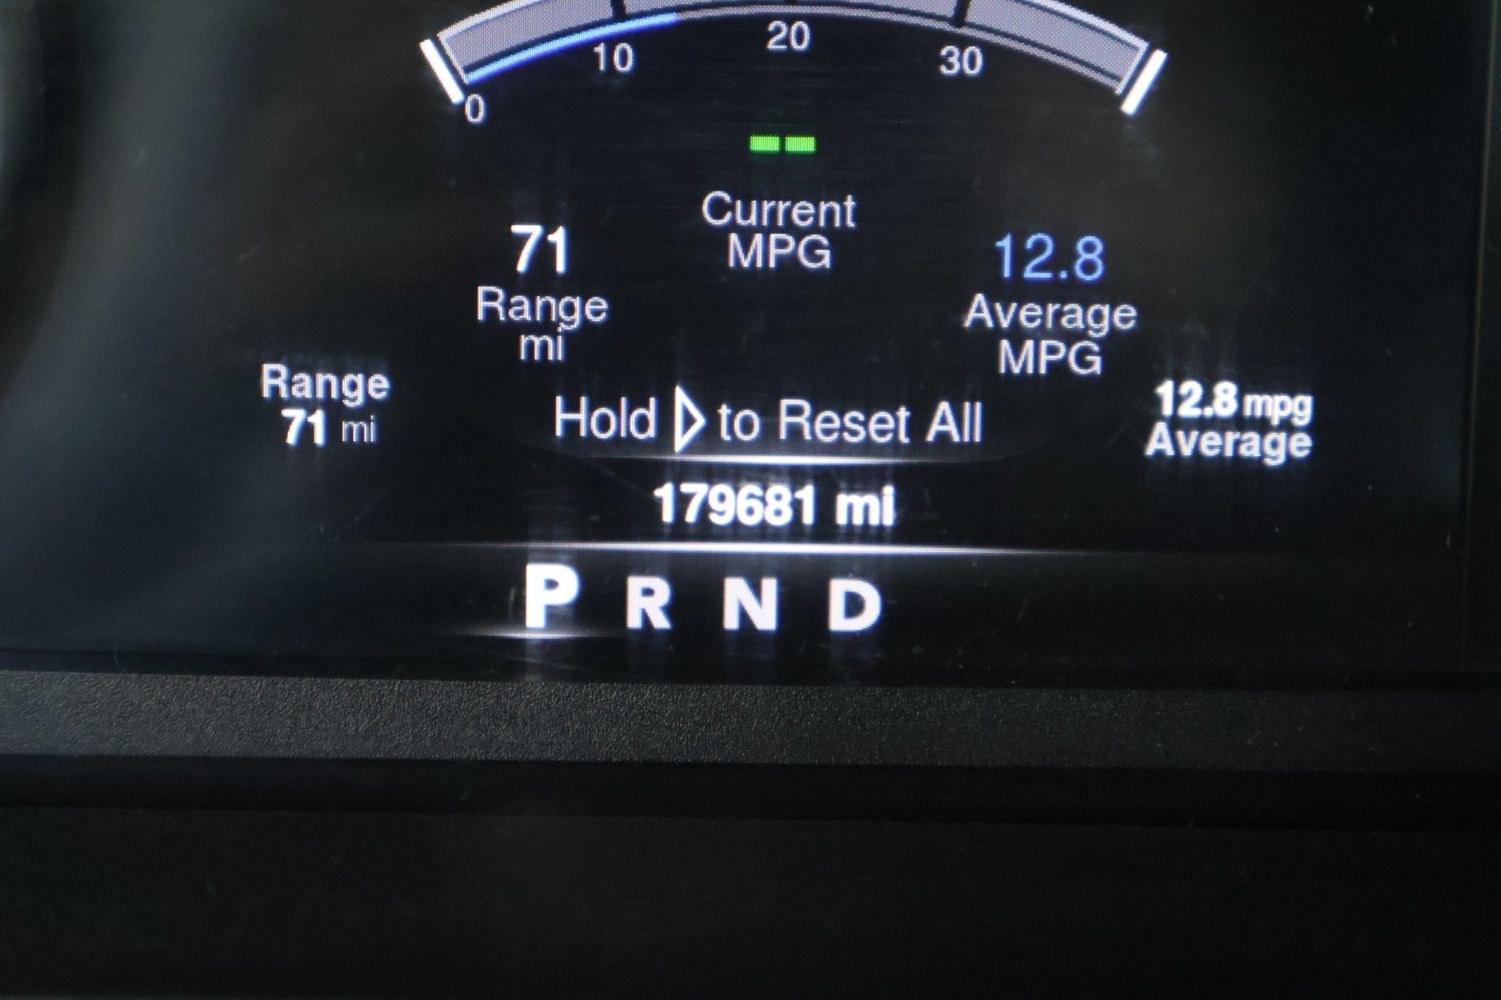 0 10 20 30
--
Current
MPG
71
Range
mi
12.8
Average
MPG
Range
71 mi
Hold ▷ to Reset All
12.8 mpg
Average
179681 mi
P R N D